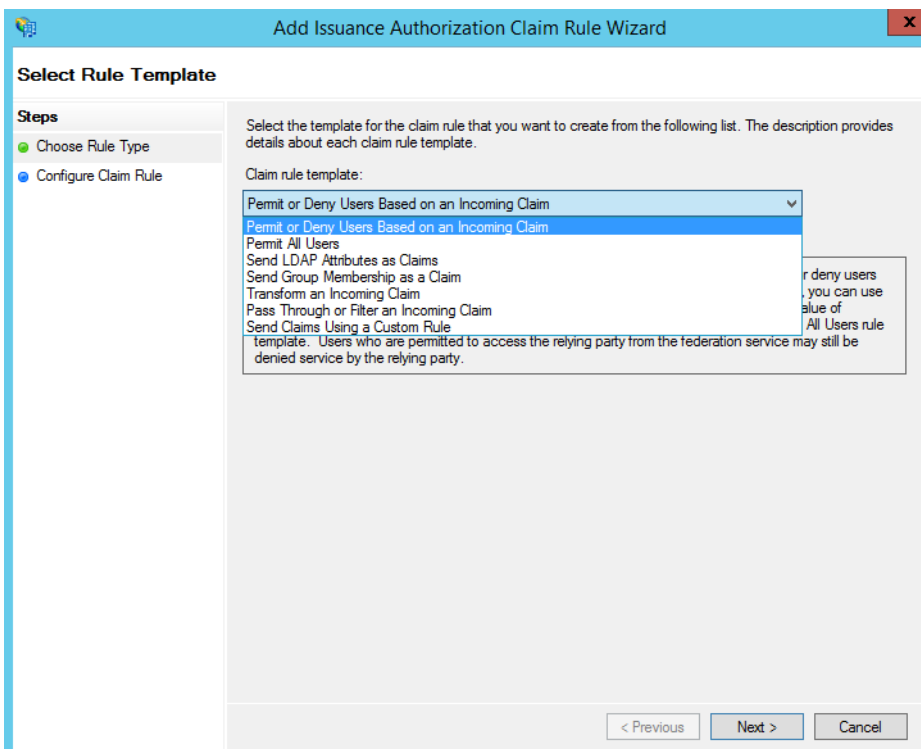 Add Issuance Authorization Claim Rule Wizard
x
Select Rule Template
Steps
Choose Rule Type
Configure Claim Rule
Select the template for the claim rule that you want to create from the following list. The description provides
details about each claim rule template.
Claim rule template:
Permit or Deny Users Based on an Incoming Claim
Permit or Deny Users Based on an Incoming Claim
Permit All Users
Send LDAP Attributes as Claims
Send Group Membership as a Claim
Transform an Incoming Claim
Pass Through or Filter an Incoming Claim
Send Claims Using a Custom Rule
r deny users
, you can use
alue of
All Users rule
template. Users who are permitted to access the relying party from the federation service may still be
denied service by the relying party.
< Previous
Next >
Cancel